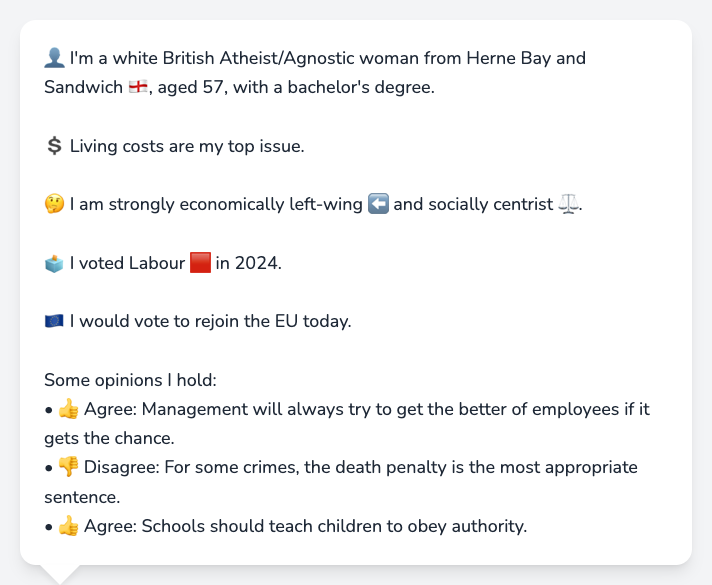 👤 I'm a white British Atheist/Agnostic woman from Herne Bay and
Sandwich 🏴󠁧󠁢󠁥󠁮󠁧󠁿, aged 57, with a bachelor's degree.
💲 Living costs are my top issue.
🤔 I am strongly economically left-wing ⬅️ and socially centrist ⚖️.
🗳️ I voted Labour 🟥 in 2024.
🇪🇺 I would vote to rejoin the EU today.
Some opinions I hold:
• 👍 Agree: Management will always try to get the better of employees if it
gets the chance.
• 👎 Disagree: For some crimes, the death penalty is the most appropriate
sentence.
• 👍 Agree: Schools should teach children to obey authority.